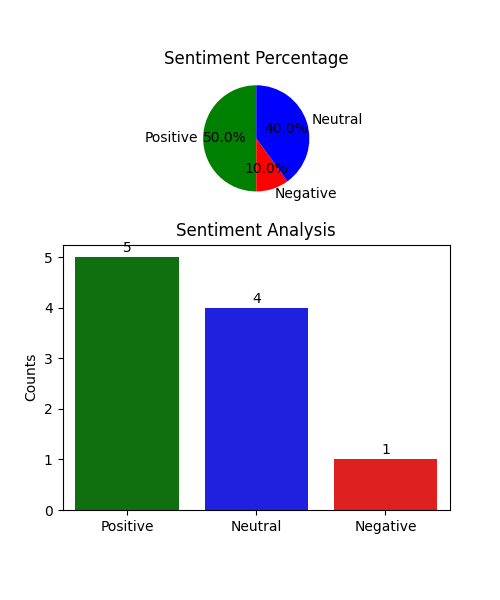 Sentiment Percentage
Neutral
40.0%
Positive
50.0%
10.0%
Negative
Sentiment Analysis
5
4
1
Counts
5
4
3
2
1
0
Positive
Neutral
Negative